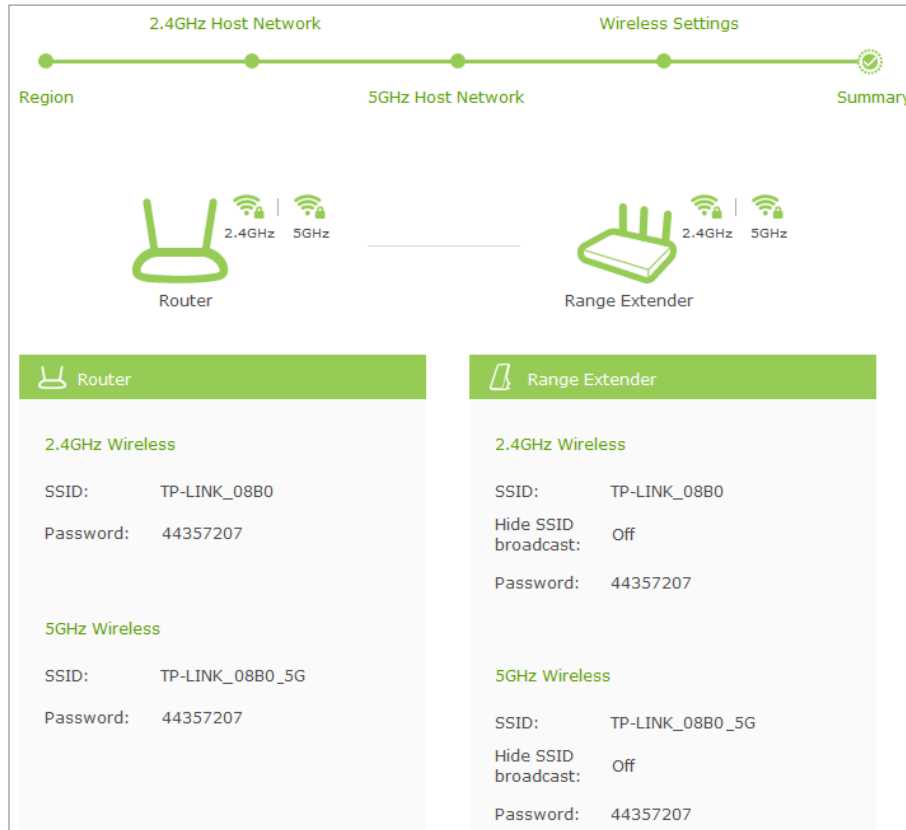 2.4GHz Host Network
Wireless Settings
Region
5GHz Host Network
Summary
2.4GHz
5GHz
2.4GHz
5GHz
Router
Range Extender
Router
2.4GHz Wireless
SSID: TP-LINK_08B0
Password: 44357207
5GHz Wireless
SSID: TP-LINK_08B0_5G
Password: 44357207
Range Extender
2.4GHz Wireless
SSID: TP-LINK_08B0
Hide SSID
broadcast: Off
Password: 44357207
5GHz Wireless
SSID: TP-LINK_08B0_5G
Hide SSID
broadcast: Off
Password: 44357207